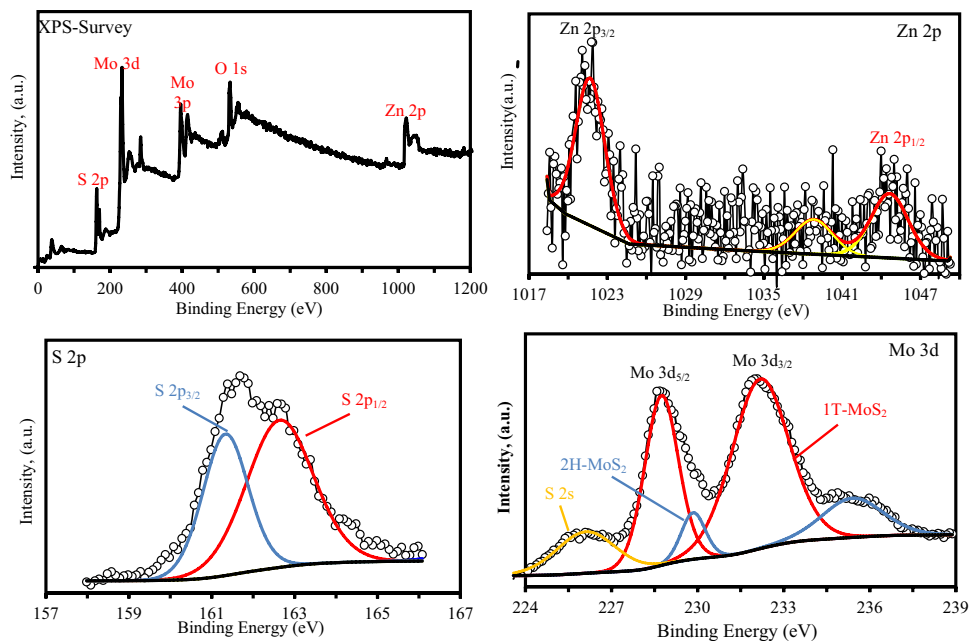 XPS-Survey
Mo 3d
Mo
3p
O 1s
Zn 2p
S 2p
Intensity, (a.u.)
0 200 400 600 800 1000 1200
Binding Energy (eV)
Zn 2p3/2
Zn 2p
Zn 2p1/2
Intensity(a.u.)
1017 1023 1029 1035 1041 1047
Binding Energy (eV)
S 2p
S 2p3/2
S 2p1/2
Intensity, (a.u.)
157 159 161 163 165 167
Binding Energy (eV)
Mo 3d
Mo 3d5/2
Mo 3d3/2
1T-MoS2
2H-MoS2
S 2s
Intensity, (a.u.)
224 227 230 233 236 239
Binding Energy (eV)